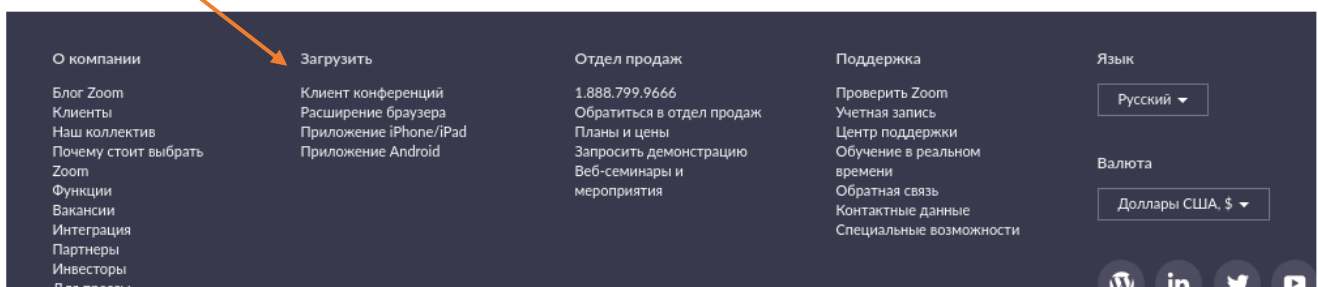 О компании
Блог Zoom
Клиенты
Наш коллектив
Почему стоит выбрать
Zoom
Функции
Вакансии
Интеграция
Партнеры
Инвесторы
Загрузить
Клиент конференций
Расширение браузера
Приложение iPhone/iPad
Приложение Android
Отдел продаж
1.888.799.9666
Обратиться в отдел продаж
Планы и цены
Запросить демонстрацию
Веб-семинары и
мероприятия
Поддержка
Проверить Zoom
Учетная запись
Центр поддержки
Обучение в реальном
времени
Обратная связь
Контактные данные
Специальные возможности
Язык
Русский
Валюта
Доллары США, $
in